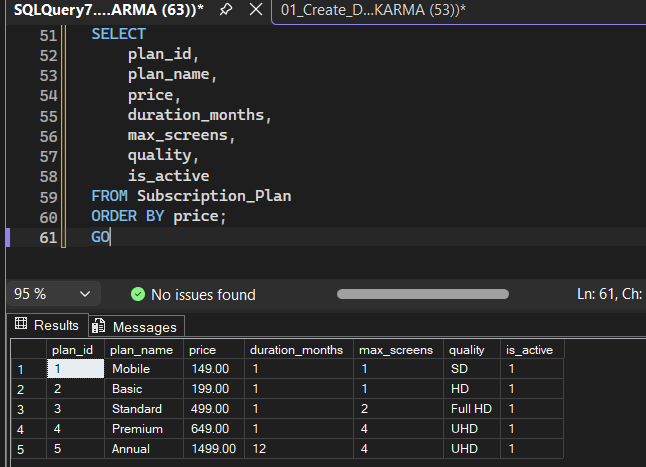 SQLQuery7....ARMA (63))* 01_Create_D...KARMA (53))*
51 SELECT
52 plan_id,
53 plan_name,
54 price,
55 duration_months,
56 max_screens,
57 quality,
58 is_active
59 FROM Subscription_Plan
60 ORDER BY price;
61 GO
95 % No issues found Ln: 61, Ch:
Results Messages
plan_id plan_name price duration_months max_screens quality is_active
1 1 Mobile 149.00 1 1 SD 1
2 2 Basic 199.00 1 1 HD 1
3 3 Standard 499.00 1 2 Full HD 1
4 4 Premium 649.00 1 4 UHD 1
5 5 Annual 1499.00 12 4 UHD 1